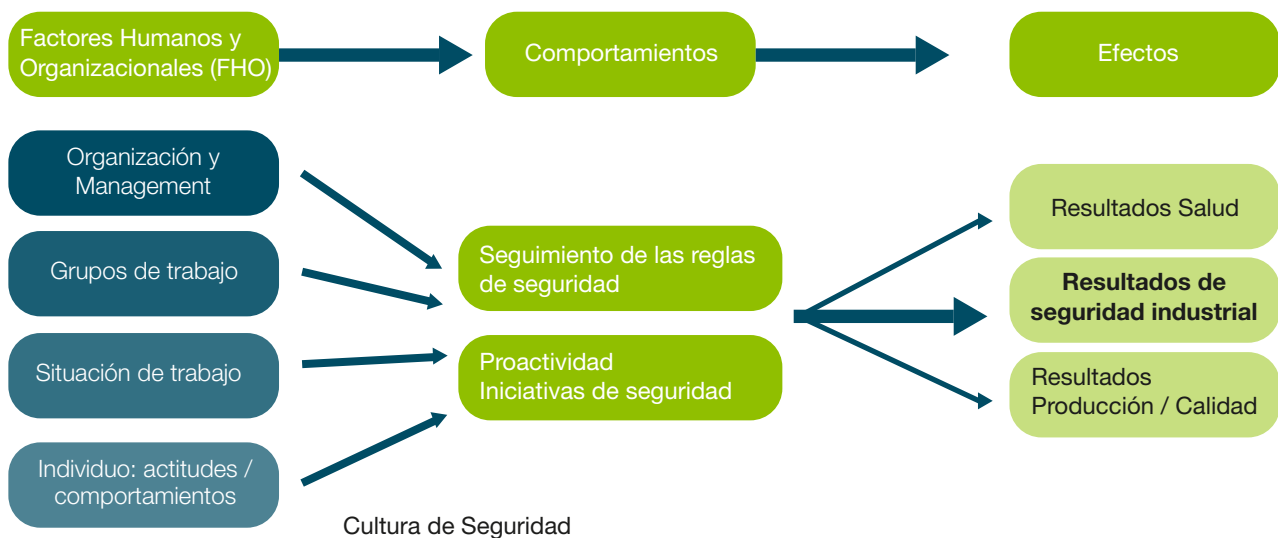 Factores Humanos y
Organizacionales (FHO)
Comportamientos
Efectos
Organización y
Management
Grupos de trabajo
Situación de trabajo
Individuo: actitudes /
comportamientos
Seguimiento de las reglas
de seguridad
Proactividad
Iniciativas de seguridad
Resultados Salud
Resultados de
seguridad industrial
Resultados
Producción / Calidad
Cultura de Seguridad